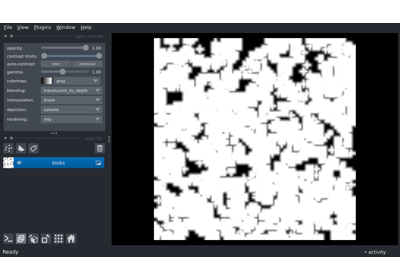 File View Plugins Window Help
opacity: 1.00
contrast limits:
auto-contrast: once continuous
gamma: 1.00
colormap: gray
blending: translucent_no_depth
interpolation: linear
depiction: volume
rendering: mip
blobs
Ready
activity